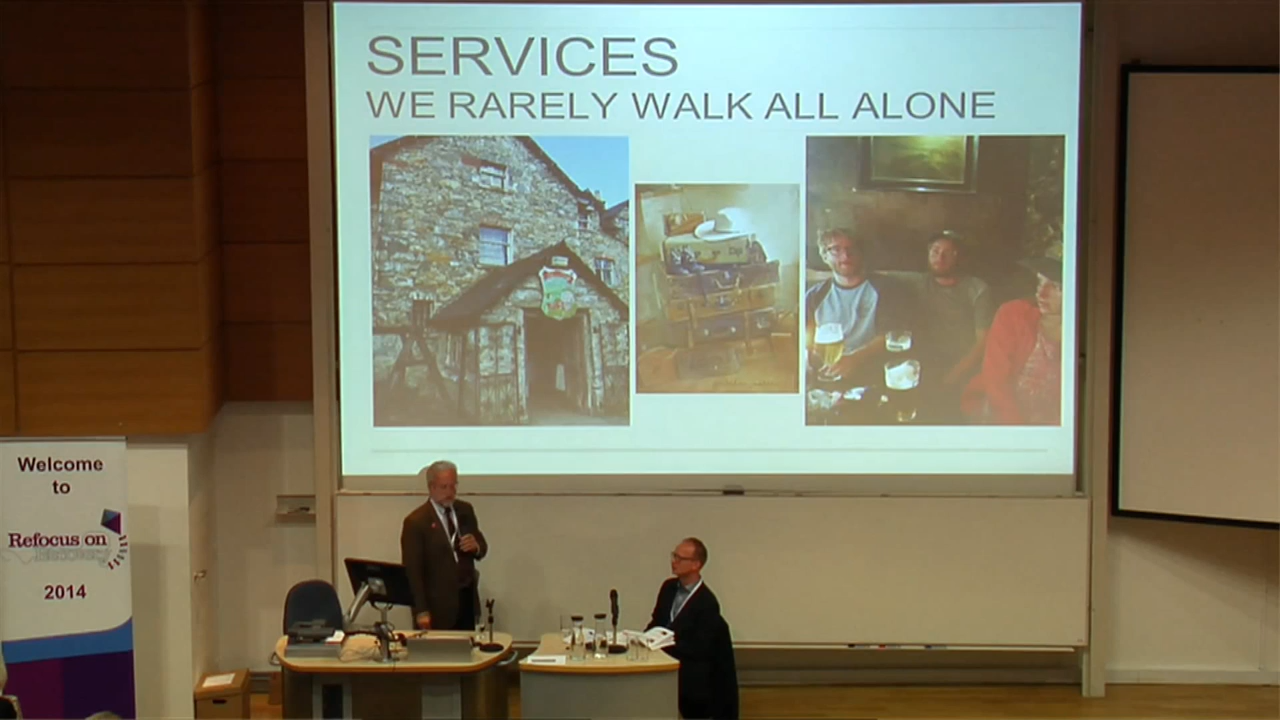 SERVICES
WE RARELY WALK ALL ALONE
Welcome
to
Refocus on
2014